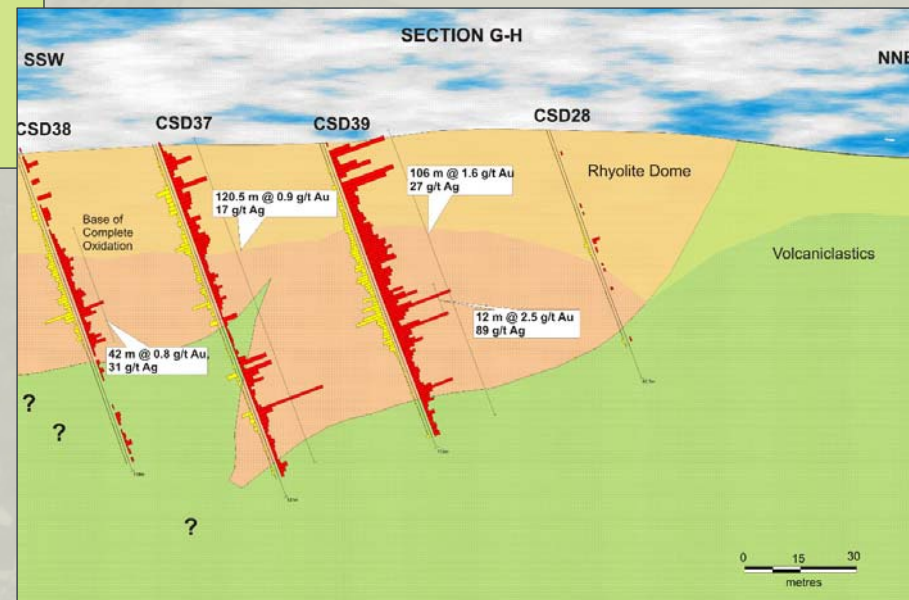 SECTION G-H
SSW
NNE
CSD38
CSD37
CSD39
CSD28
Rhyolite Dome
106 m @ 1.6 g/t Au
27 g/t Ag
120.5 m @ 0.9 g/t Au
17 g/t Ag
Base of
Complete
Oxidation
Volcaniclastics
12 m @ 2.5 g/t Au
89 g/t Ag
42 m @ 0.8 g/t Au,
31 g/t Ag
?
?
?
0 15 30
metres